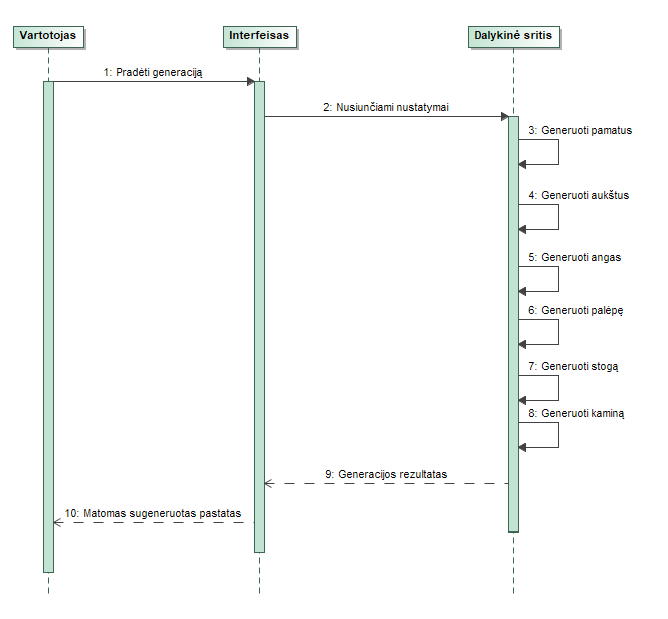 Vartotojas
Interfeisas
Dalykinė sritis
1: Pradėti generaciją
2: Nusiunčiami nustatymai
3: Generuoti pamatus
4: Generuoti aukštus
5: Generuoti angas
6: Generuoti palėpę
7: Generuoti stogą
8: Generuoti kaminą
9: Generacijos rezultatas
10: Matomas sugeneruotas pastatas